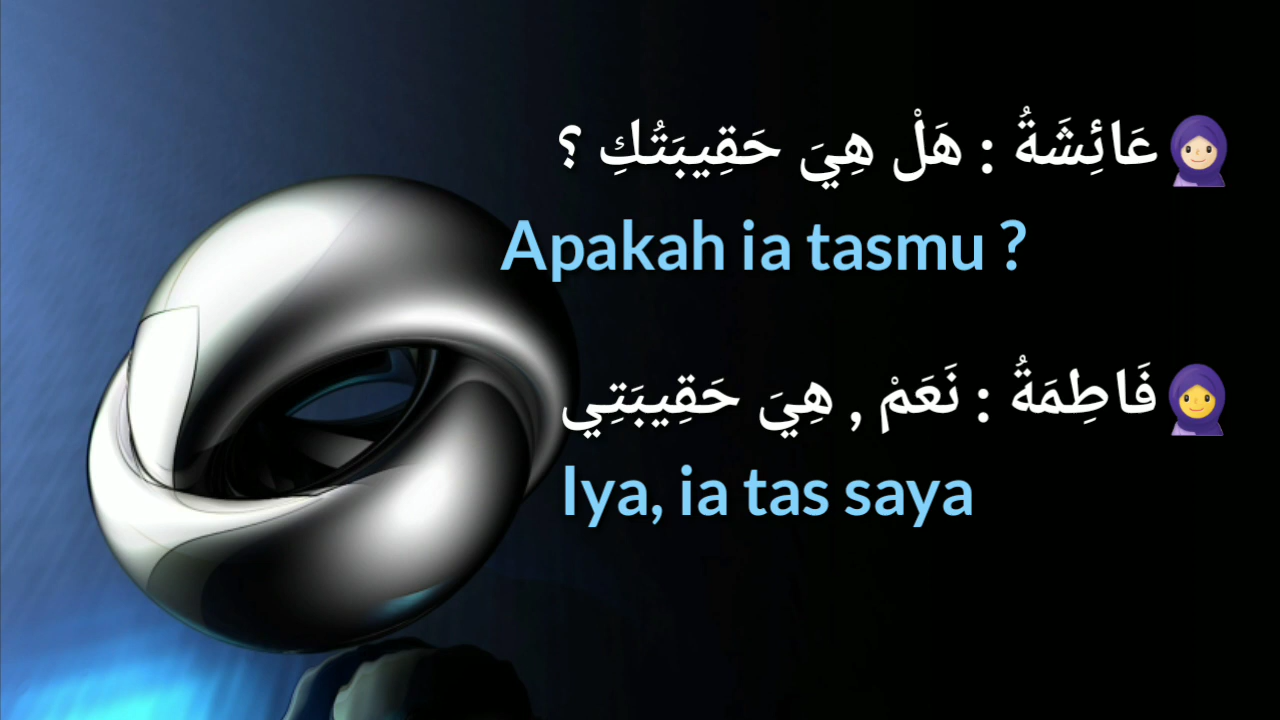 عَائِشَةُ : هَلْ هِيَ حَقِيبَتُكِ ؟
Apakah ia tasmu ?
فَاطِمَةُ : نَعَمْ , هِيَ حَقِيبَتِي
Iya, ia tas saya